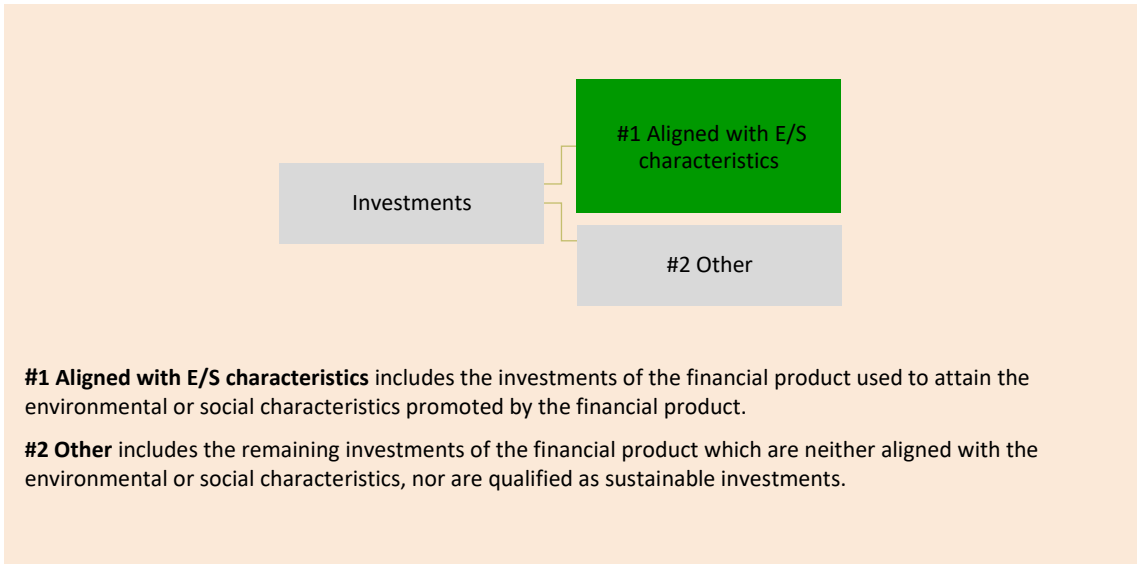 #1 Aligned with E/S
characteristics
Investments
#2 Other
#1 Aligned with E/S characteristics includes the investments of the financial product used to attain the
environmental or social characteristics promoted by the financial product.
#2 Other includes the remaining investments of the financial product which are neither aligned with the
environmental or social characteristics, nor are qualified as sustainable investments.